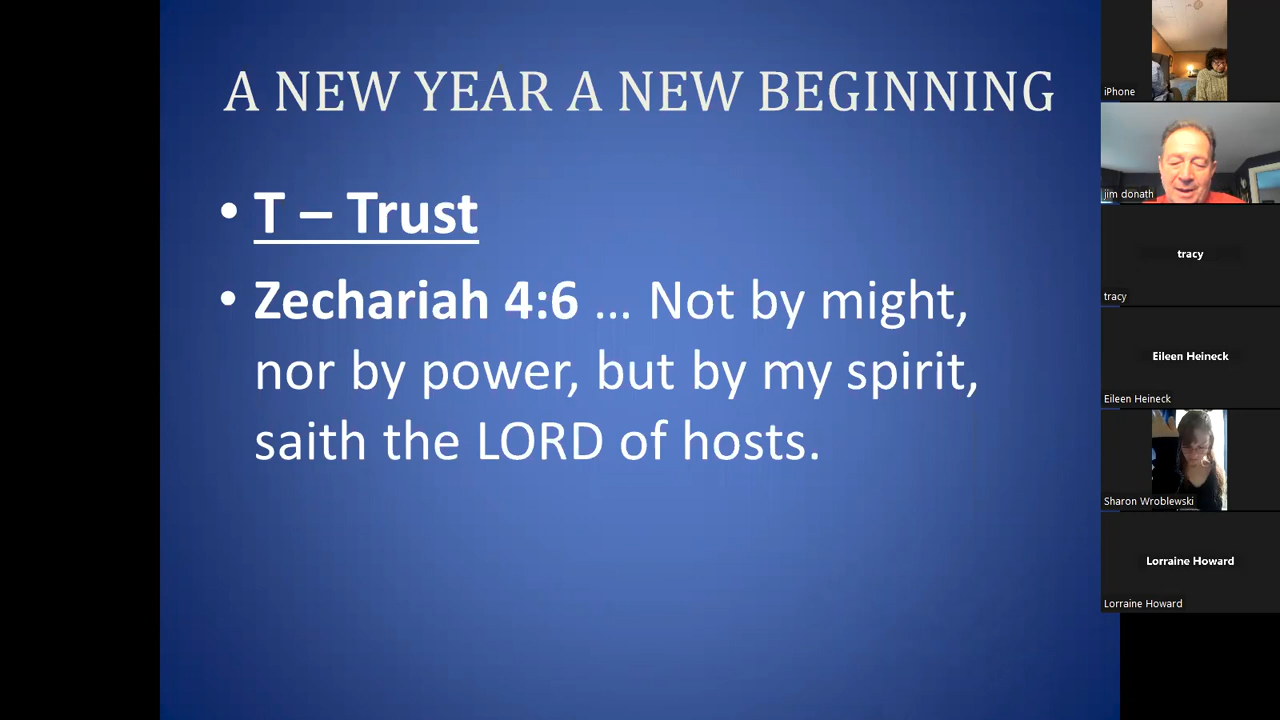 A NEW YEAR A NEW BEGINNING
• T – Trust
• Zechariah 4:6 ... Not by might,
nor by power, but by my spirit,
saith the LORD of hosts.
iPhone
jim donath
tracy
tracy
Eileen Heineck
Eileen Heineck
Sharon Wroblewski
Lorraine Howard
Lorraine Howard